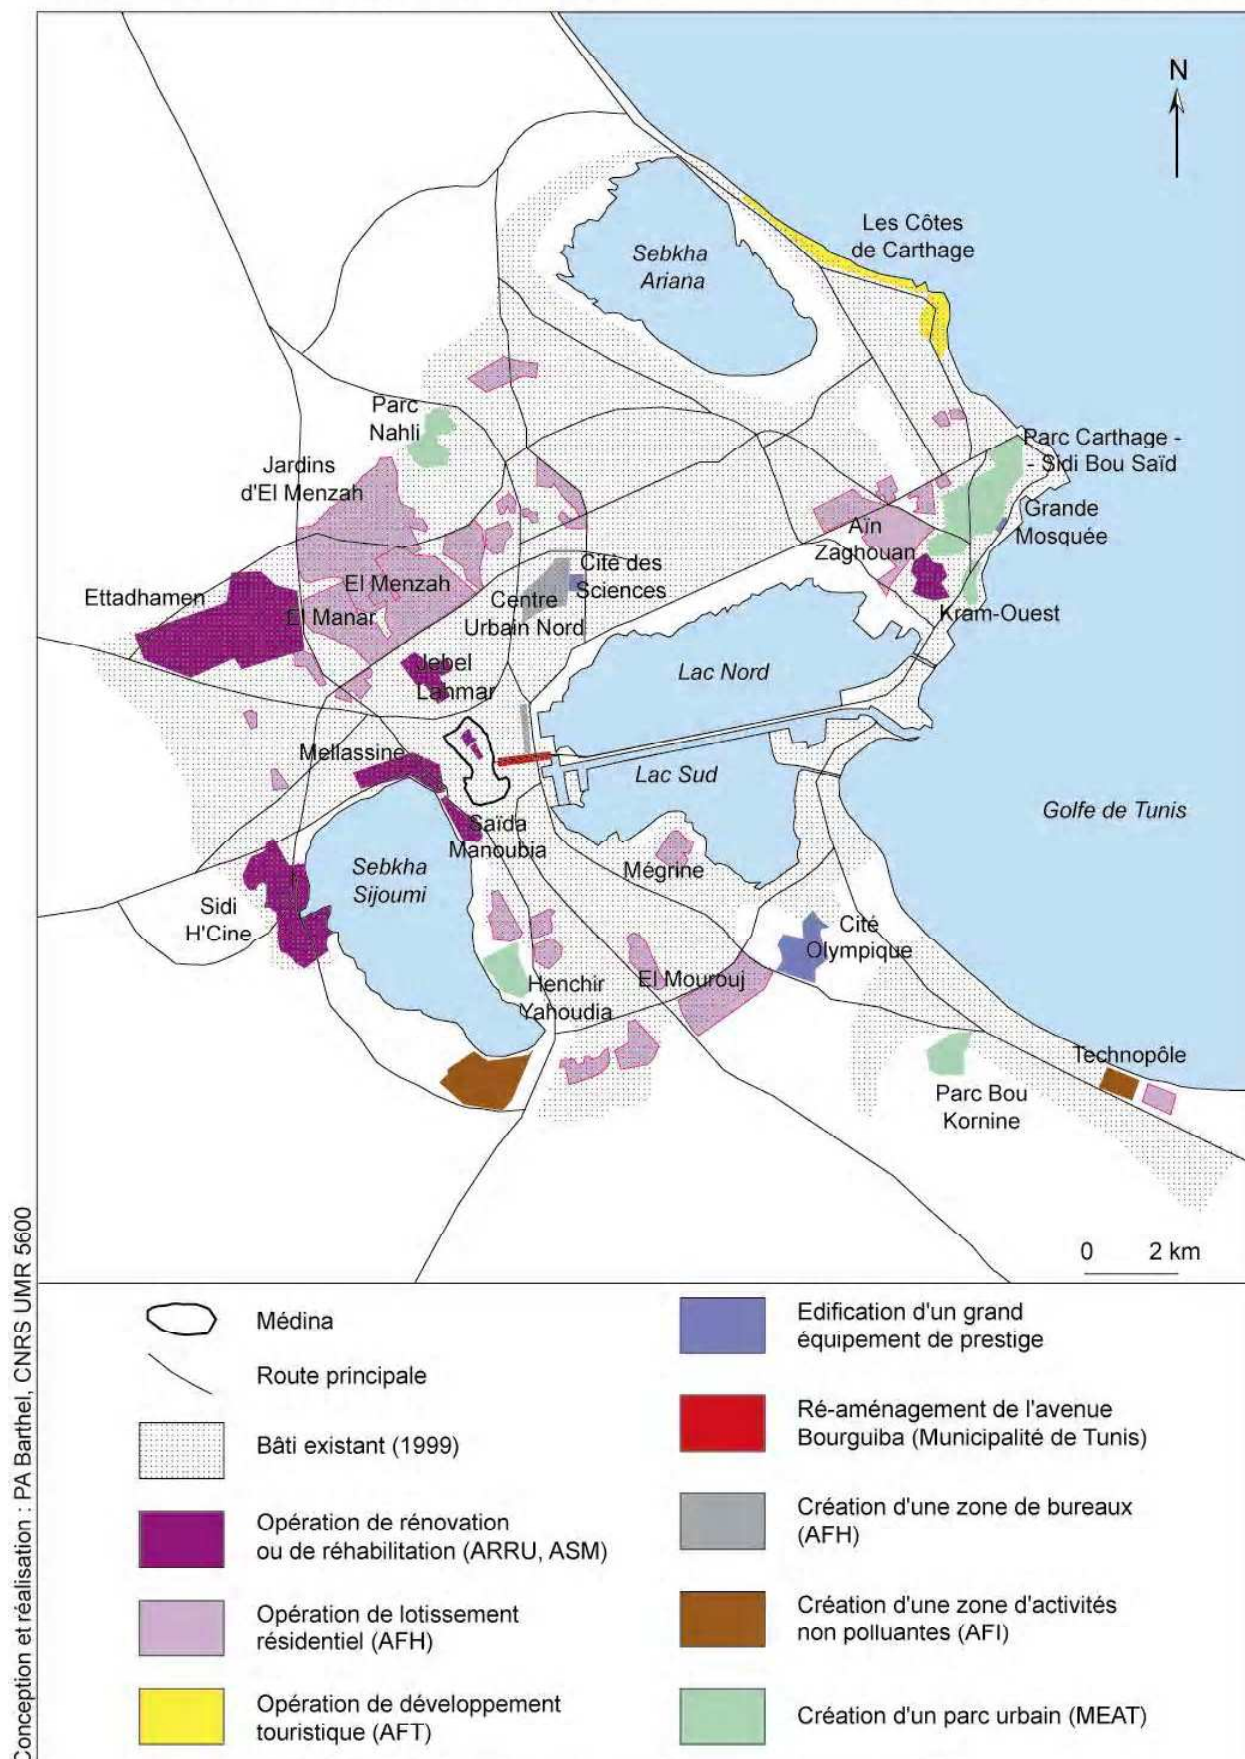 N
Les Côtes
de Carthage
Sebkha
Ariana
Parc
Nahli
Jardins
d'El Menzah
Parc Carthage -
- Sidi Bou Saïd
Grande
Mosquée
Aïn
Zaghouan
Ettadhamen
El Menzah
El Manar
Cité des
Sciences
Centre
Urbain Nord
Kram-Ouest
Jebel
Lahmar
Lac Nord
Mellassine
Lac Sud
Golfe de Tunis
Saïda
Manoubia
Sebkha
Sijoumi
Mégrine
Sidi
H'Cine
Cité
Olympique
Henchir
Yahoudia
El Mourouj
Technopôle
Parc Bou
Kornine
0 2 km
Conception et réalisation : PA Barthel, CNRS UMR 5600
Médina
Route principale
Bâti existant (1999)
Opération de rénovation
ou de réhabilitation (ARRU, ASM)
Opération de lotissement
résidentiel (AFH)
Opération de développement
touristique (AFT)
Edification d'un grand
équipement de prestige
Ré-aménagement de l'avenue
Bourguiba (Municipalité de Tunis)
Création d'une zone de bureaux
(AFH)
Création d'une zone d'activités
non polluantes (AFI)
Création d'un parc urbain (MEAT)